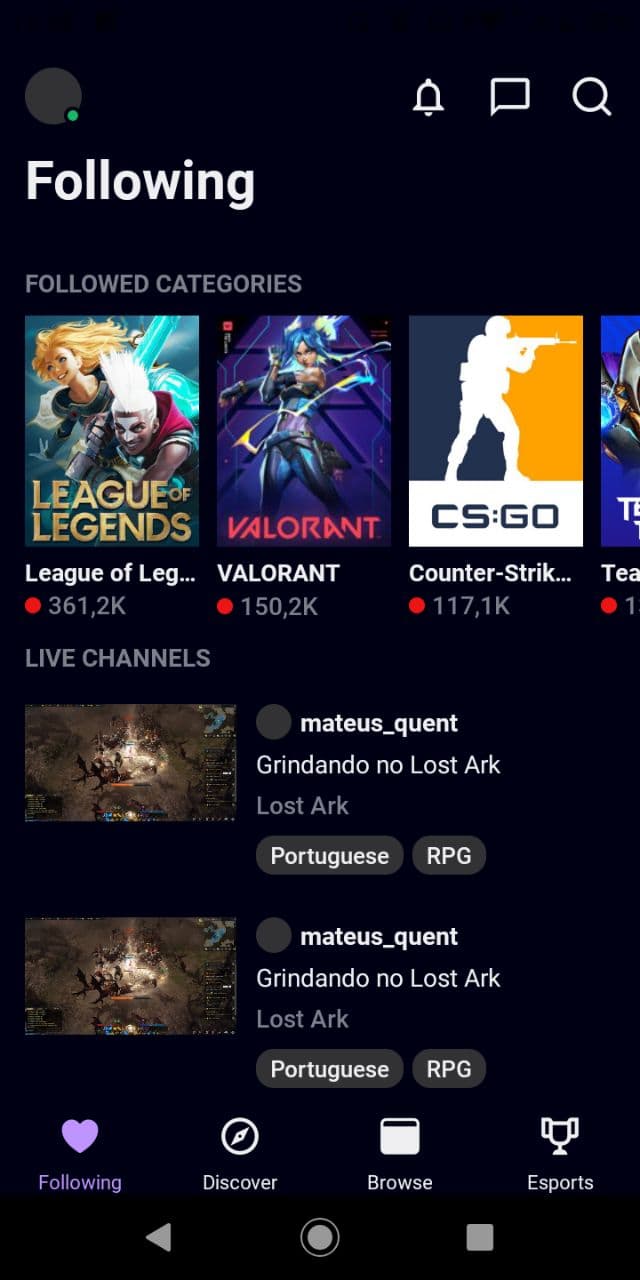 Following
FOLLOWED CATEGORIES
LEAGUE OF
LEGENDS
VALORANT
CS:GO
League of Leg...
VALORANT
Counter-Strik...
Tea
361,2K
150,2K
117,1K
LIVE CHANNELS
mateus_quent
Grindando no Lost Ark
Lost Ark
Portuguese
RPG
mateus_quent
Grindando no Lost Ark
Lost Ark
Portuguese
RPG
Following
Discover
Browse
Esports